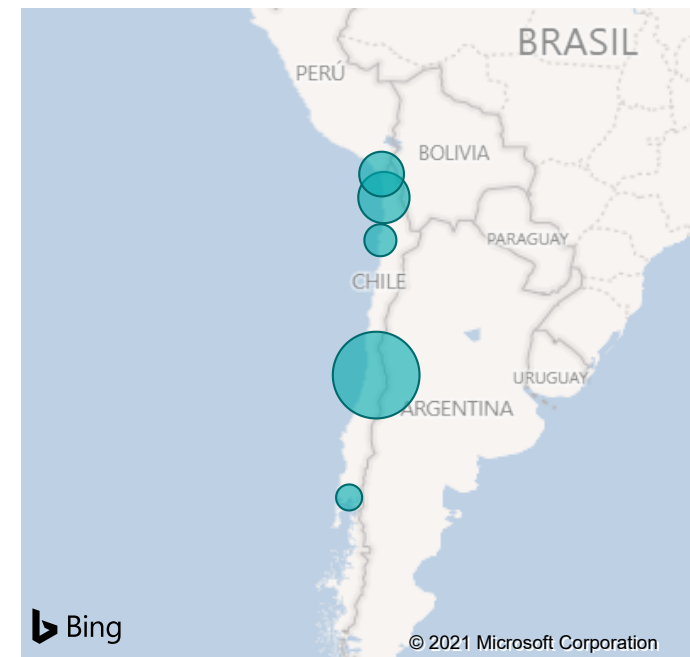 BRASIL
PERÚ
BOLIVIA
PARAGUAY
CHILE
URUGUAY
ARGENTINA
Bing
© 2021 Microsoft Corporation